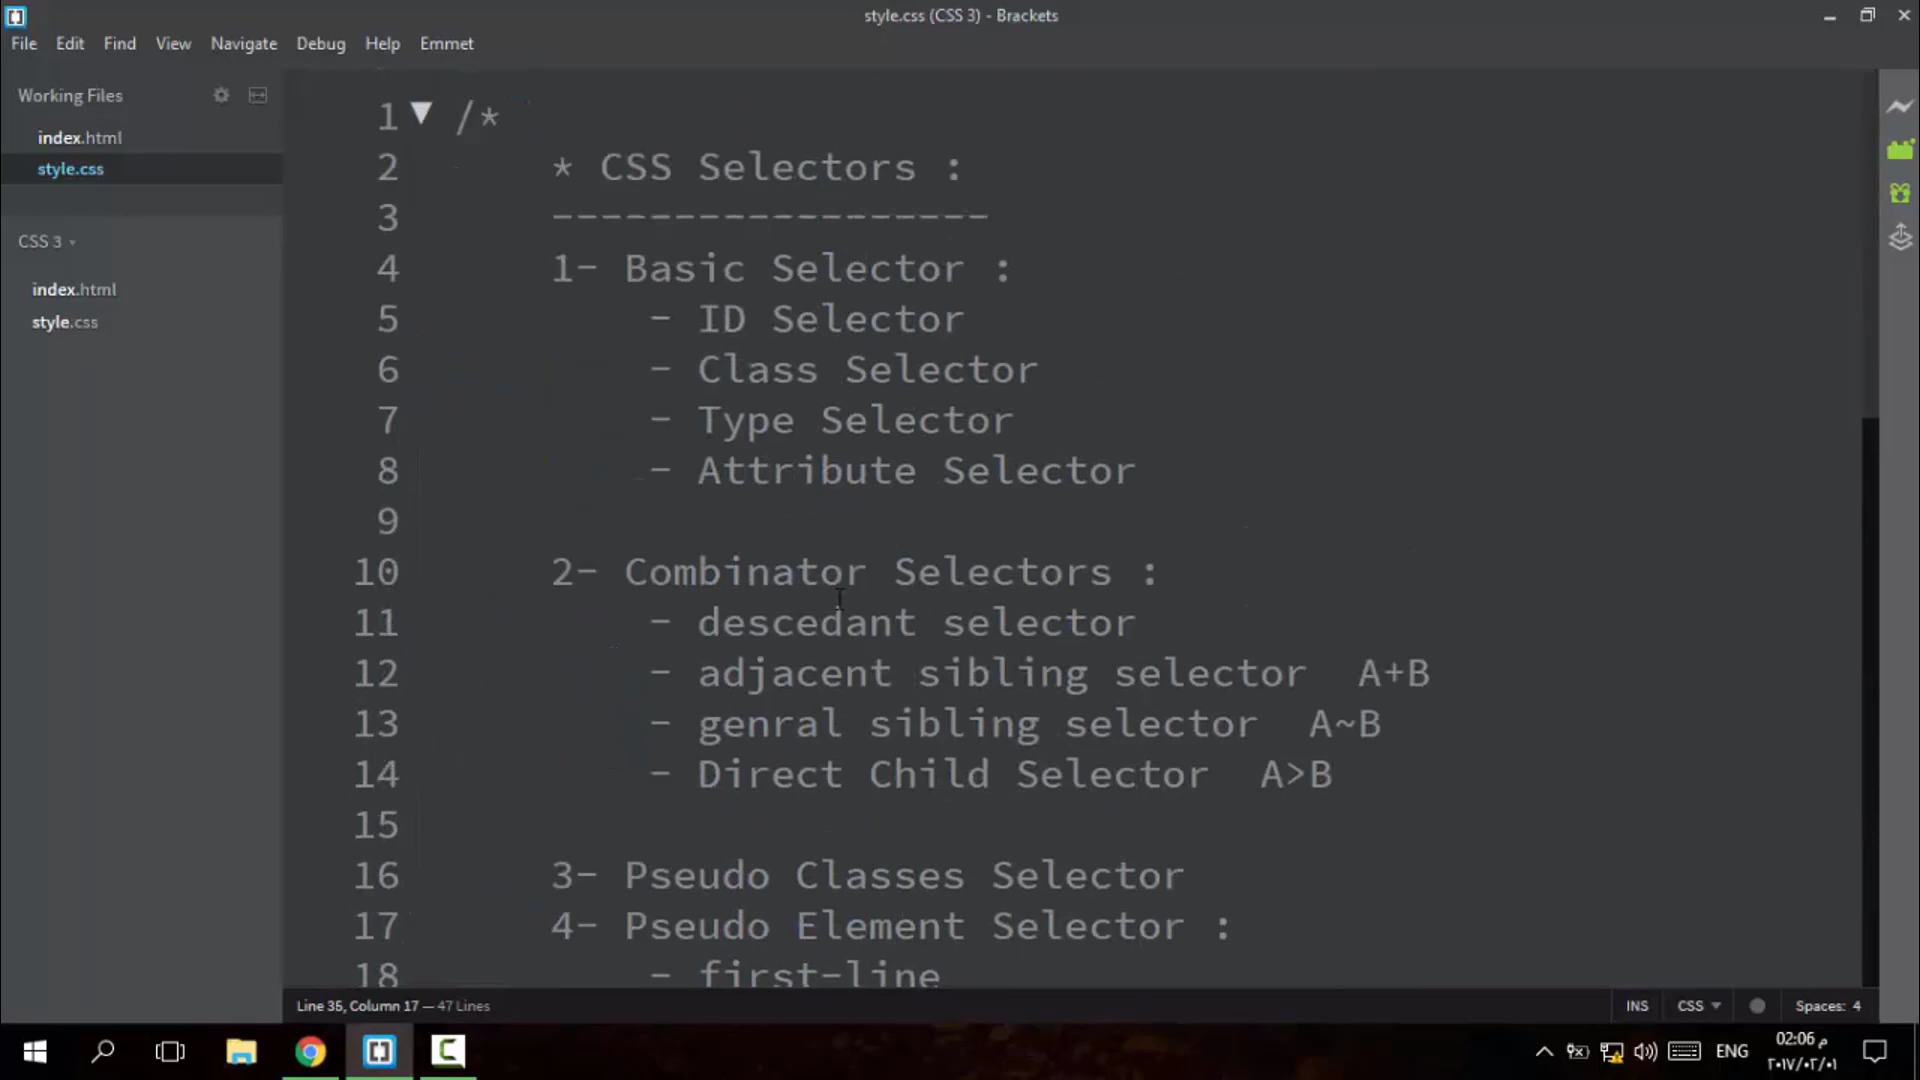 style.css (CSS 3) - Brackets
File Edit Find View Navigate Debug Help Emmet
Working Files
index.html
style.css
CSS 3
index.html
style.css
1 /*
2 * CSS Selectors :
3 ------------------
4 1- Basic Selector :
5 - ID Selector
6 - Class Selector
7 - Type Selector
8 - Attribute Selector
9
10 2- Combinator Selectors :
11 - descedant selector
12 - adjacent sibling selector A+B
13 - genral sibling selector A~B
14 - Direct Child Selector A>B
15
16 3- Pseudo Classes Selector
17 4- Pseudo Element Selector :
18 - first-line
Line 35, Column 17 — 47 Lines
INS CSS Spaces: 4
ENG
02:06 م
٢٠١٧/٠٢/٠١